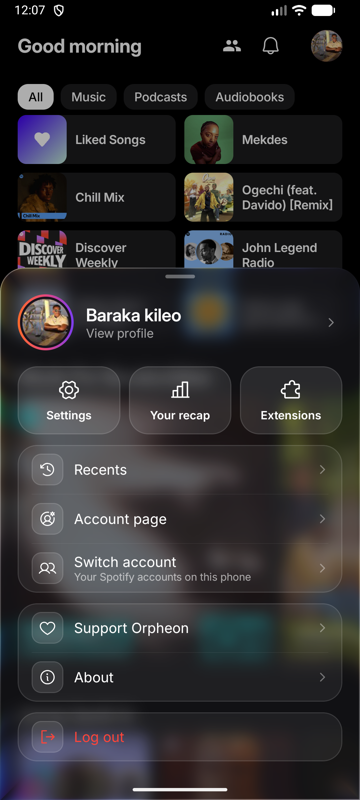 12:07
Good morning
All
Music
Podcasts
Audiobooks
Liked Songs
Mekdes
Chill Mix
Ogechi (feat.
Davido) [Remix]
DISCOVER
WEEKLY
Discover
Weekly
John Legend
Radio
Baraka kileo
View profile
Settings
Your recap
Extensions
Recents
Account page
Switch account
Your Spotify accounts on this phone
Support Orpheon
About
Log out